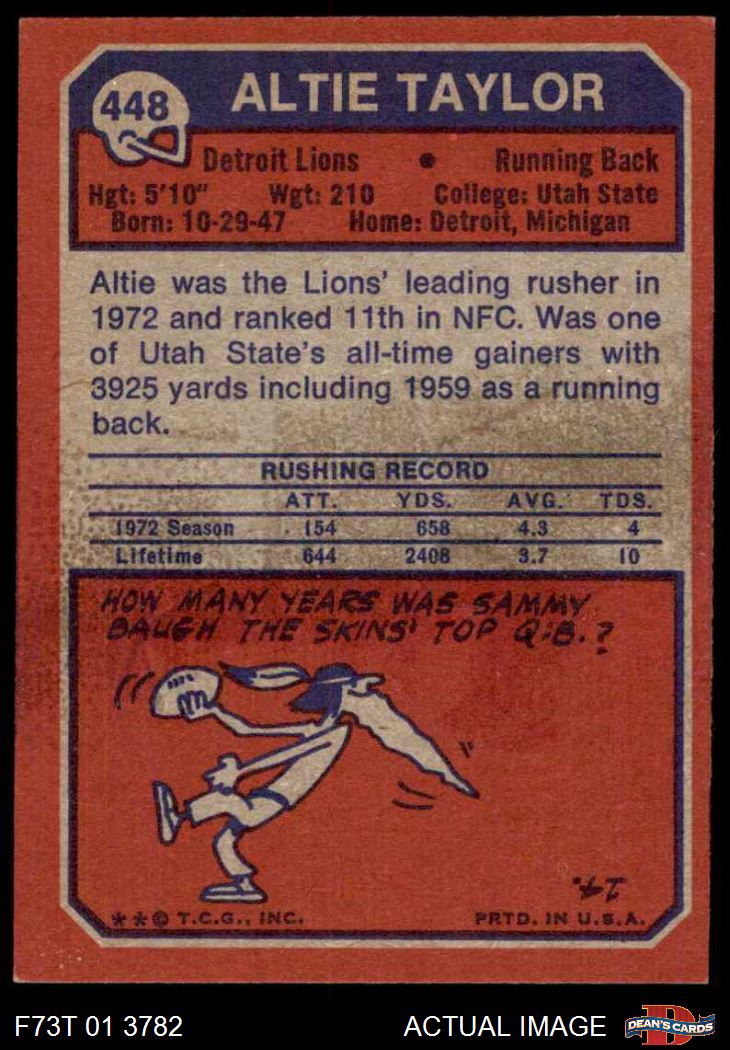 448
ALTIE TAYLOR
Detroit Lions • Running Back
Hgt: 5'10" Wgt: 210 College: Utah State
Born: 10-29-47 Home: Detroit, Michigan
Altie was the Lions' leading rusher in
1972 and ranked 11th in NFC. Was one
of Utah State's all-time gainers with
3925 yards including 1959 as a running
back.
RUSHING RECORD
ATT. YDS. AVG. TDS.
1972 Season 154 658 4.3 4
Lifetime 644 2408 3.7 10
HOW MANY YEARS WAS SAMMY
BAUGH THE SKINS' TOP Q.B.?
14.
**© T.C.G., INC. PRTD. IN U.S.A.
F73T 01 3782 ACTUAL IMAGE
D
DEAN'S CARDS